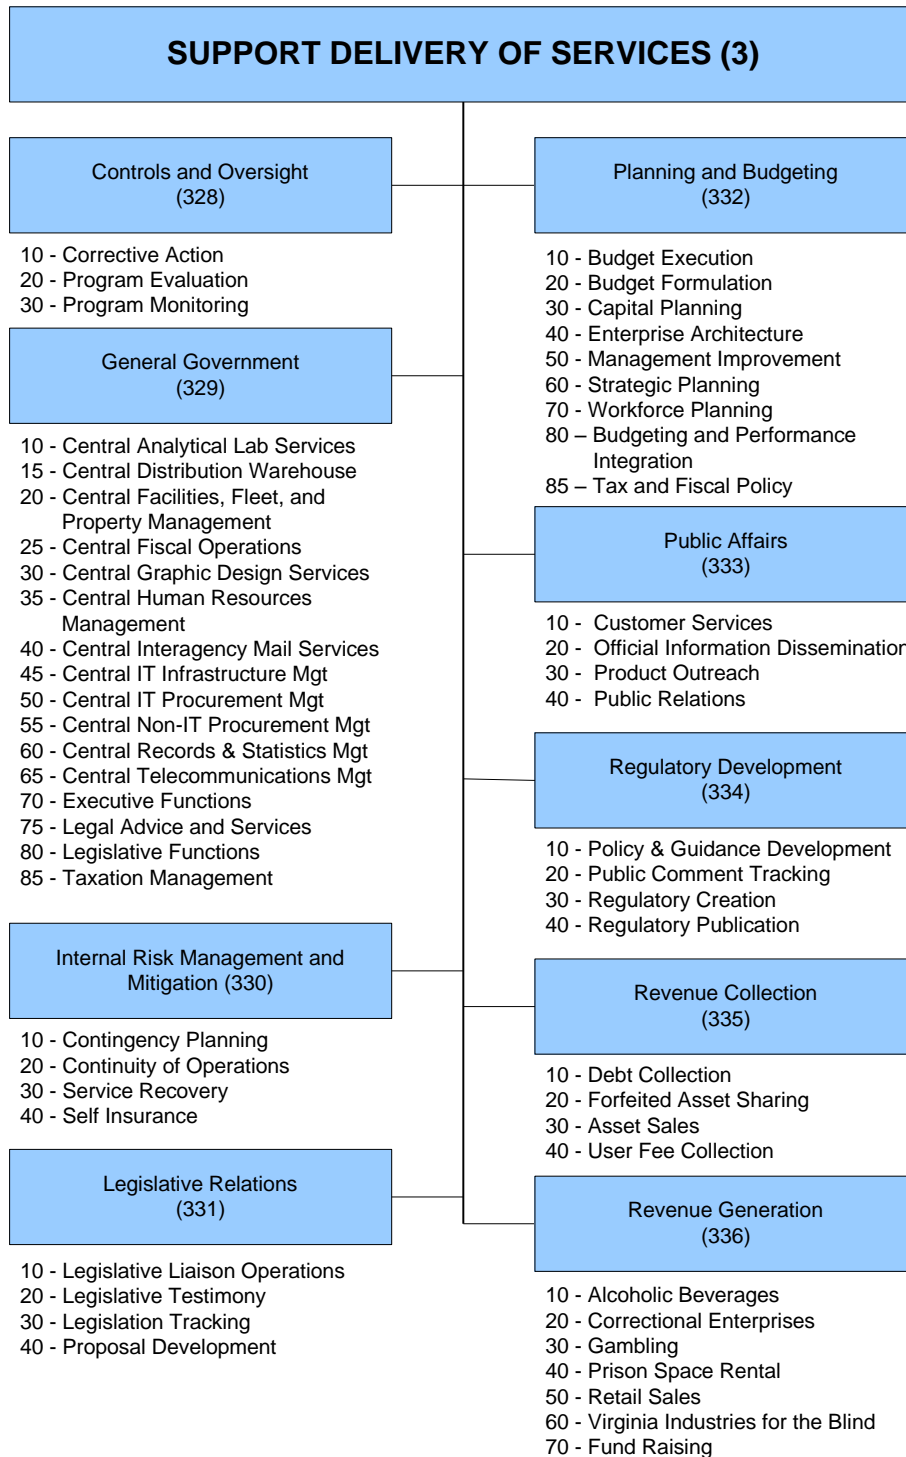 SUPPORT DELIVERY OF SERVICES (3)
Controls and Oversight
(328)
10 - Corrective Action
20 - Program Evaluation
30 - Program Monitoring
General Government
(329)
10 - Central Analytical Lab Services
15 - Central Distribution Warehouse
20 - Central Facilities, Fleet, and
Property Management
25 - Central Fiscal Operations
30 - Central Graphic Design Services
35 - Central Human Resources
Management
40 - Central Interagency Mail Services
45 - Central IT Infrastructure Mgt
50 - Central IT Procurement Mgt
55 - Central Non-IT Procurement Mgt
60 - Central Records & Statistics Mgt
65 - Central Telecommunications Mgt
70 - Executive Functions
75 - Legal Advice and Services
80 - Legislative Functions
85 - Taxation Management
Internal Risk Management and
Mitigation (330)
10 - Contingency Planning
20 - Continuity of Operations
30 - Service Recovery
40 - Self Insurance
Legislative Relations
(331)
10 - Legislative Liaison Operations
20 - Legislative Testimony
30 - Legislation Tracking
40 - Proposal Development
Planning and Budgeting
(332)
10 - Budget Execution
20 - Budget Formulation
30 - Capital Planning
40 - Enterprise Architecture
50 - Management Improvement
60 - Strategic Planning
70 - Workforce Planning
80 – Budgeting and Performance
Integration
85 – Tax and Fiscal Policy
Public Affairs
(333)
10 - Customer Services
20 - Official Information Dissemination
30 - Product Outreach
40 - Public Relations
Regulatory Development
(334)
10 - Policy & Guidance Development
20 - Public Comment Tracking
30 - Regulatory Creation
40 - Regulatory Publication
Revenue Collection
(335)
10 - Debt Collection
20 - Forfeited Asset Sharing
30 - Asset Sales
40 - User Fee Collection
Revenue Generation
(336)
10 - Alcoholic Beverages
20 - Correctional Enterprises
30 - Gambling
40 - Prison Space Rental
50 - Retail Sales
60 - Virginia Industries for the Blind
70 - Fund Raising